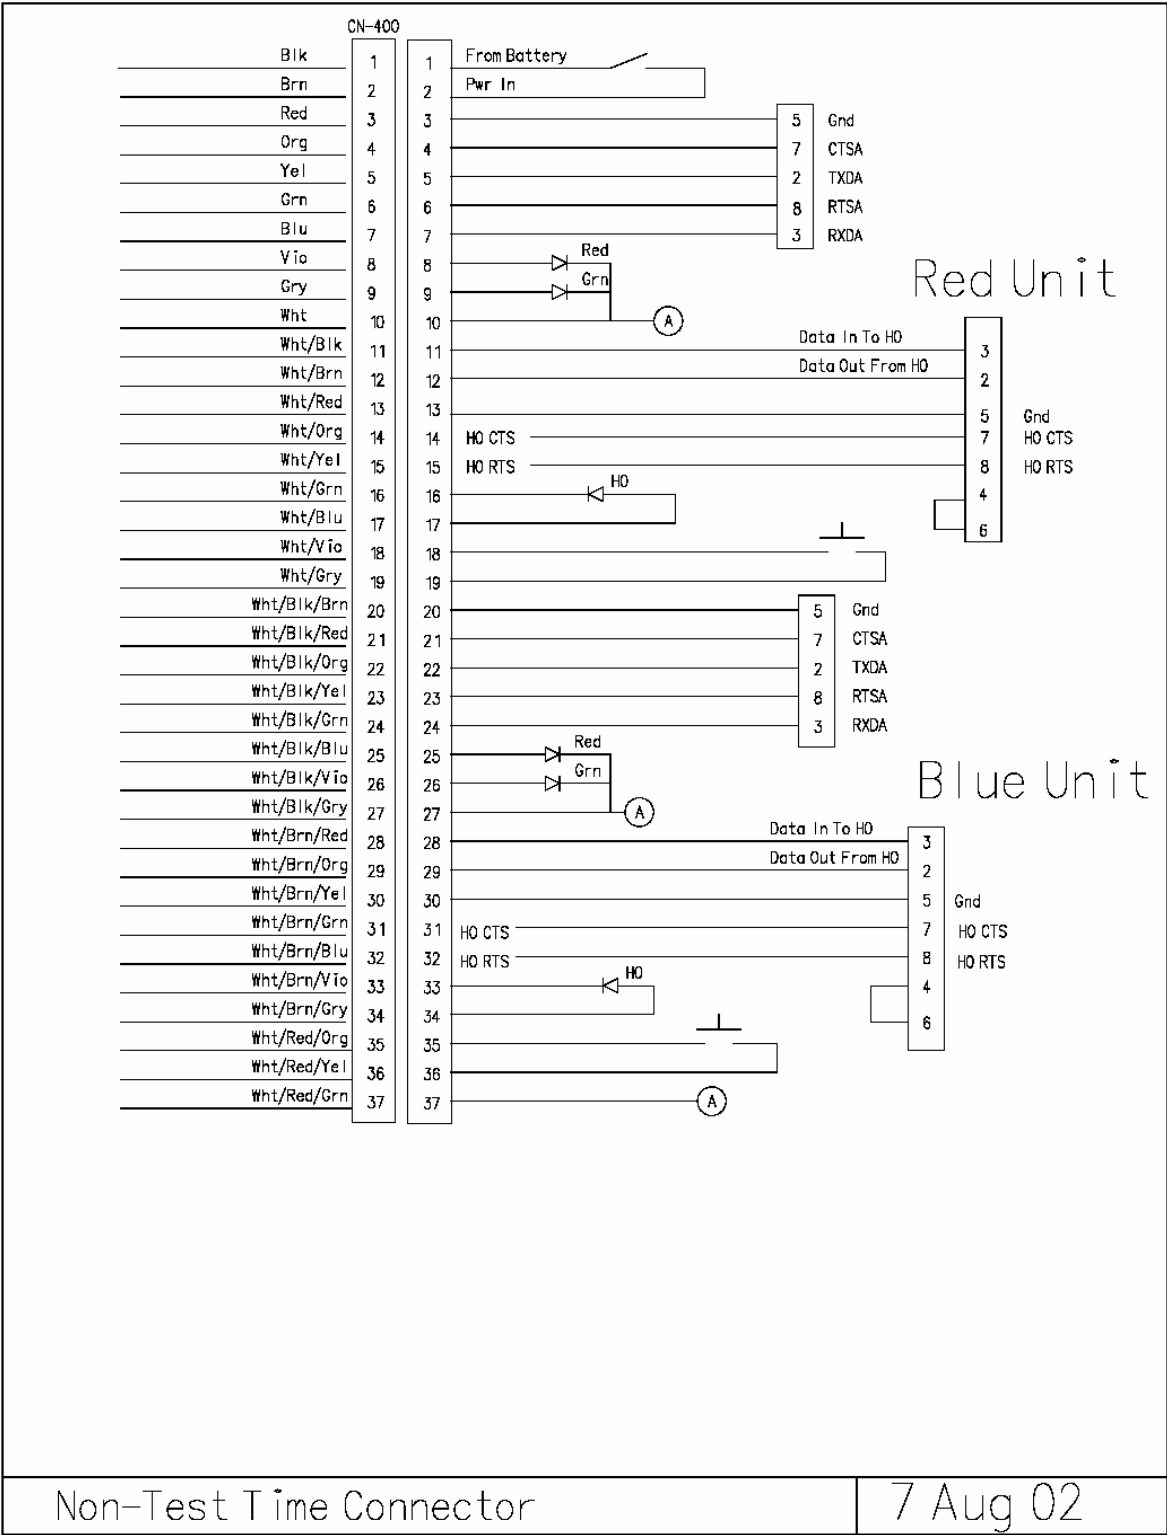 CN-400
Blk 1 1 From Battery
Brn 2 2 Pwr In
Red 3 3 5 Gnd
Org 4 4 7 CTSA
Yel 5 5 2 TXDA
Grn 6 6 8 RTSA
Blu 7 7 3 RXDA
Vio 8 8 Red
Gry 9 9 Grn
Red Unit
Wht 10 10 A
Wht/Blk 11 11 Data In To HO 3
Wht/Brn 12 12 Data Out From HO 2
Wht/Red 13 13 5 Gnd
Wht/Org 14 14 HO CTS 7 HO CTS
Wht/Yel 15 15 HO RTS 8 HO RTS
Wht/Grn 16 16 HO 4
Wht/Blu 17 17 6
Wht/Vio 18 18
Wht/Gry 19 19
Wht/Blk/Brn 20 20 5 Gnd
Wht/Blk/Red 21 21 7 CTSA
Wht/Blk/Org 22 22 2 TXDA
Wht/Blk/Yel 23 23 8 RTSA
Wht/Blk/Grn 24 24 3 RXDA
Wht/Blk/Blu 25 25 Red
Wht/Blk/Vio 26 26 Grn
Blue Unit
Wht/Blk/Gry 27 27 A
Wht/Brn/Red 28 28 Data In To HO 3
Wht/Brn/Org 29 29 Data Out From HO 2
Wht/Brn/Yel 30 30 5 Gnd
Wht/Brn/Grn 31 31 HO CTS 7 HO CTS
Wht/Brn/Blu 32 32 HO RTS 8 HO RTS
Wht/Brn/Vio 33 33 HO 4
Wht/Brn/Gry 34 34 6
Wht/Red/Org 35 35
Wht/Red/Yel 36 36
Wht/Red/Grn 37 37 A
Non-Test Time Connector
7 Aug 02